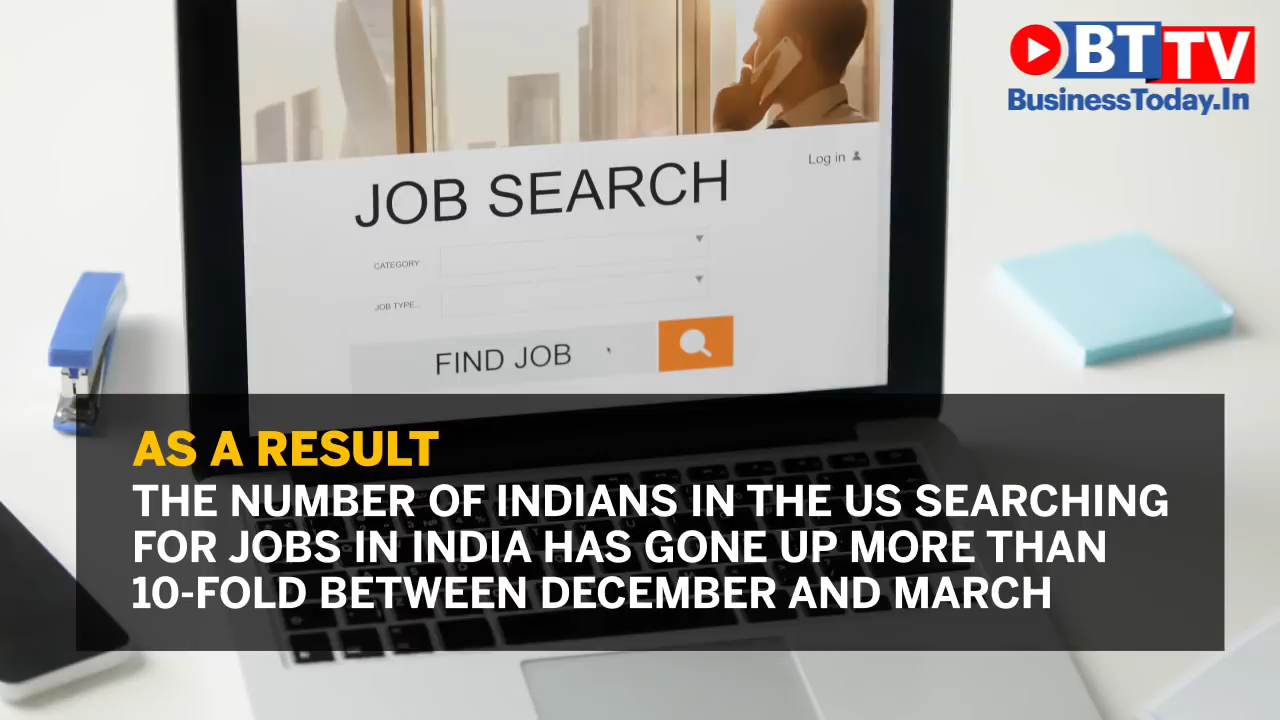 BTTV
BusinessToday.In
Log in
JOB SEARCH
CATEGORY
JOB TYPE...
FIND JOB
AS A RESULT
THE NUMBER OF INDIANS IN THE US SEARCHING
FOR JOBS IN INDIA HAS GONE UP MORE THAN
10-FOLD BETWEEN DECEMBER AND MARCH